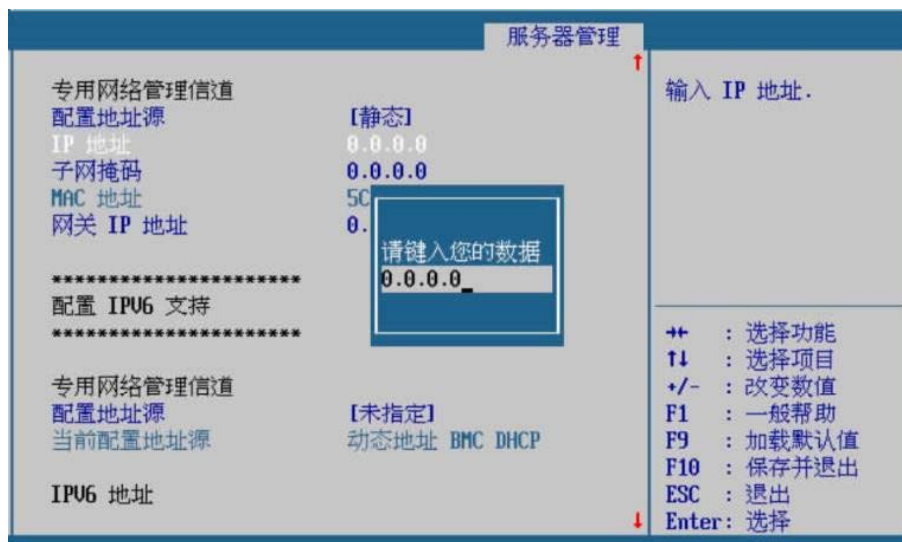 服务器管理
专用网络管理信道
配置地址源 [静态]
IP 地址 0.0.0.0
子网掩码 0.0.0.0
MAC 地址 5C
网关 IP 地址 0.
请键入您的数据
0.0.0.0_
**********************
配置 IPV6 支持
**********************
专用网络管理信道
配置地址源 [未指定]
当前配置地址源 动态地址 BMC DHCP
IPV6 地址
输入 IP 地址.
→← : 选择功能
↑↓ : 选择项目
+/- : 改变数值
F1 : 一般帮助
F9 : 加载默认值
F10 : 保存并退出
ESC : 退出
Enter: 选择